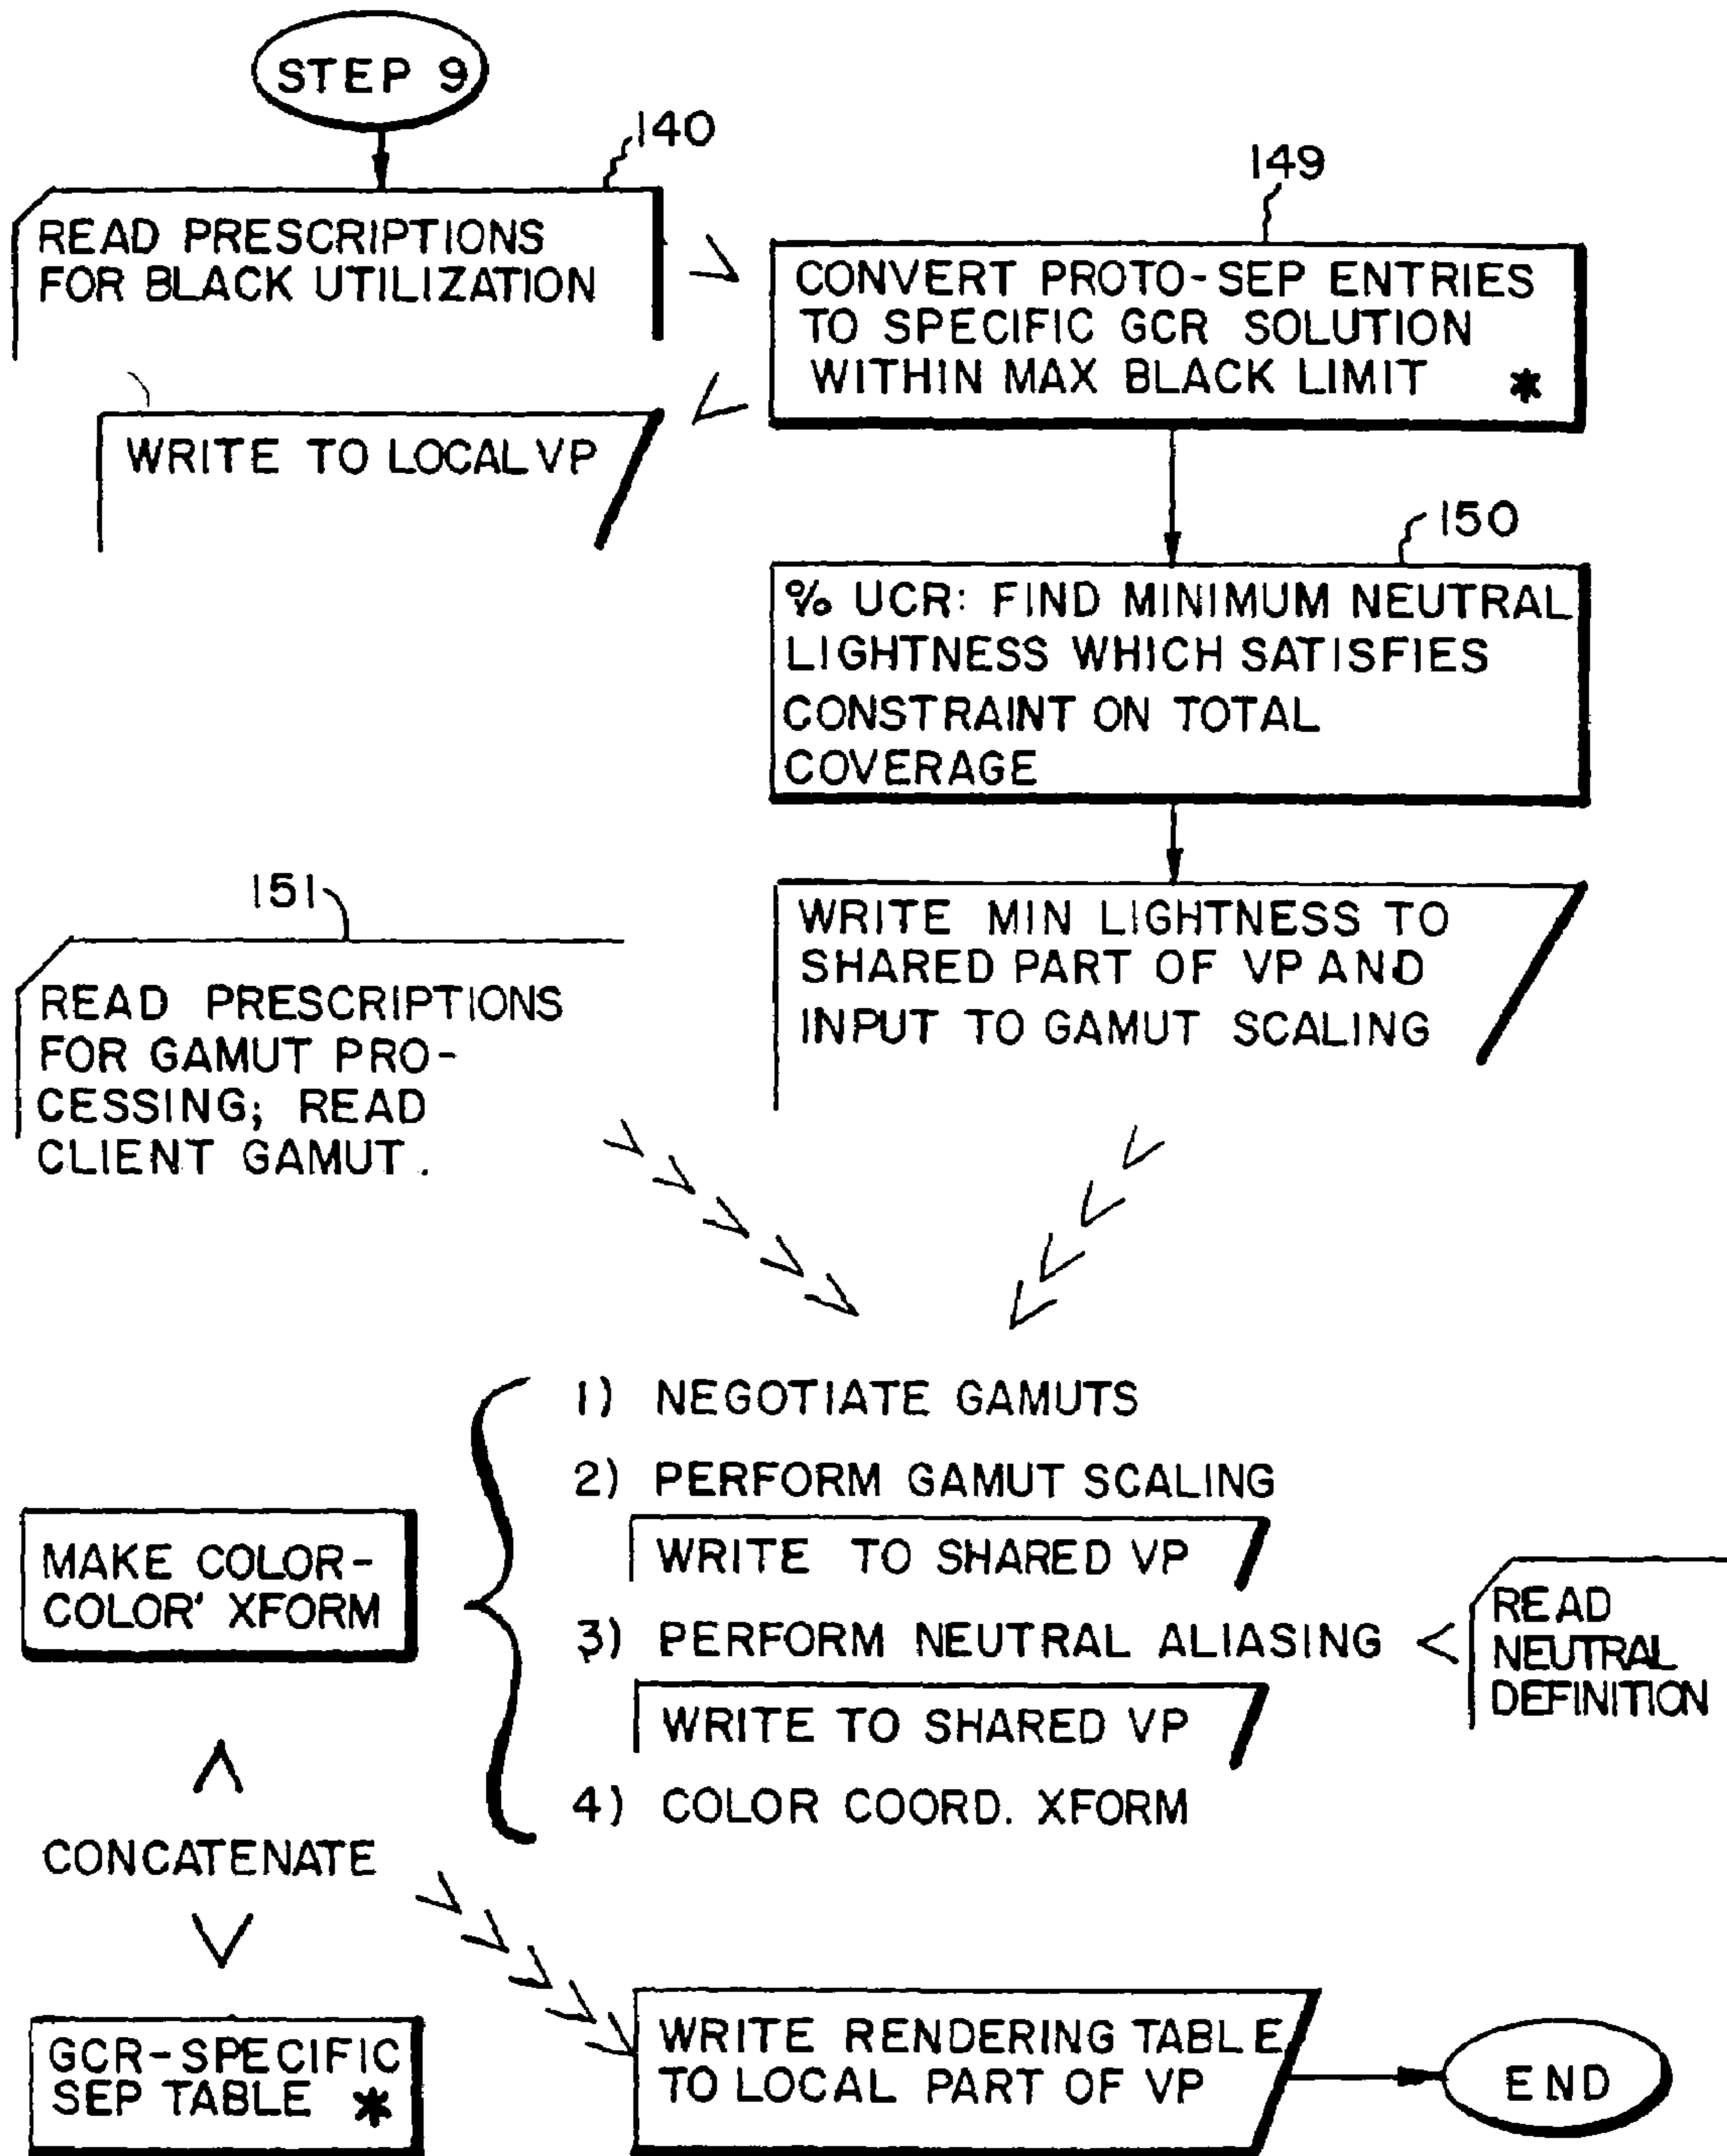 STEP 9
140
READ PRESCRIPTIONS
FOR BLACK UTILIZATION
149
CONVERT PROTO-SEP ENTRIES
TO SPECIFIC GCR SOLUTION
WITHIN MAX BLACK LIMIT *
WRITE TO LOCAL VP
150
% UCR: FIND MINIMUM NEUTRAL
LIGHTNESS WHICH SATISFIES
CONSTRAINT ON TOTAL
COVERAGE
WRITE MIN LIGHTNESS TO
SHARED PART OF VP AND
INPUT TO GAMUT SCALING
151
READ PRESCRIPTIONS
FOR GAMUT PRO-
CESSING; READ
CLIENT GAMUT.
1) NEGOTIATE GAMUTS
2) PERFORM GAMUT SCALING
WRITE TO SHARED VP
3) PERFORM NEUTRAL ALIASING
READ
NEUTRAL
DEFINITION
WRITE TO SHARED VP
4) COLOR COORD. XFORM
MAKE COLOR-
COLOR' XFORM
CONCATENATE
GCR-SPECIFIC
SEP TABLE *
WRITE RENDERING TABLE
TO LOCAL PART OF VP
END